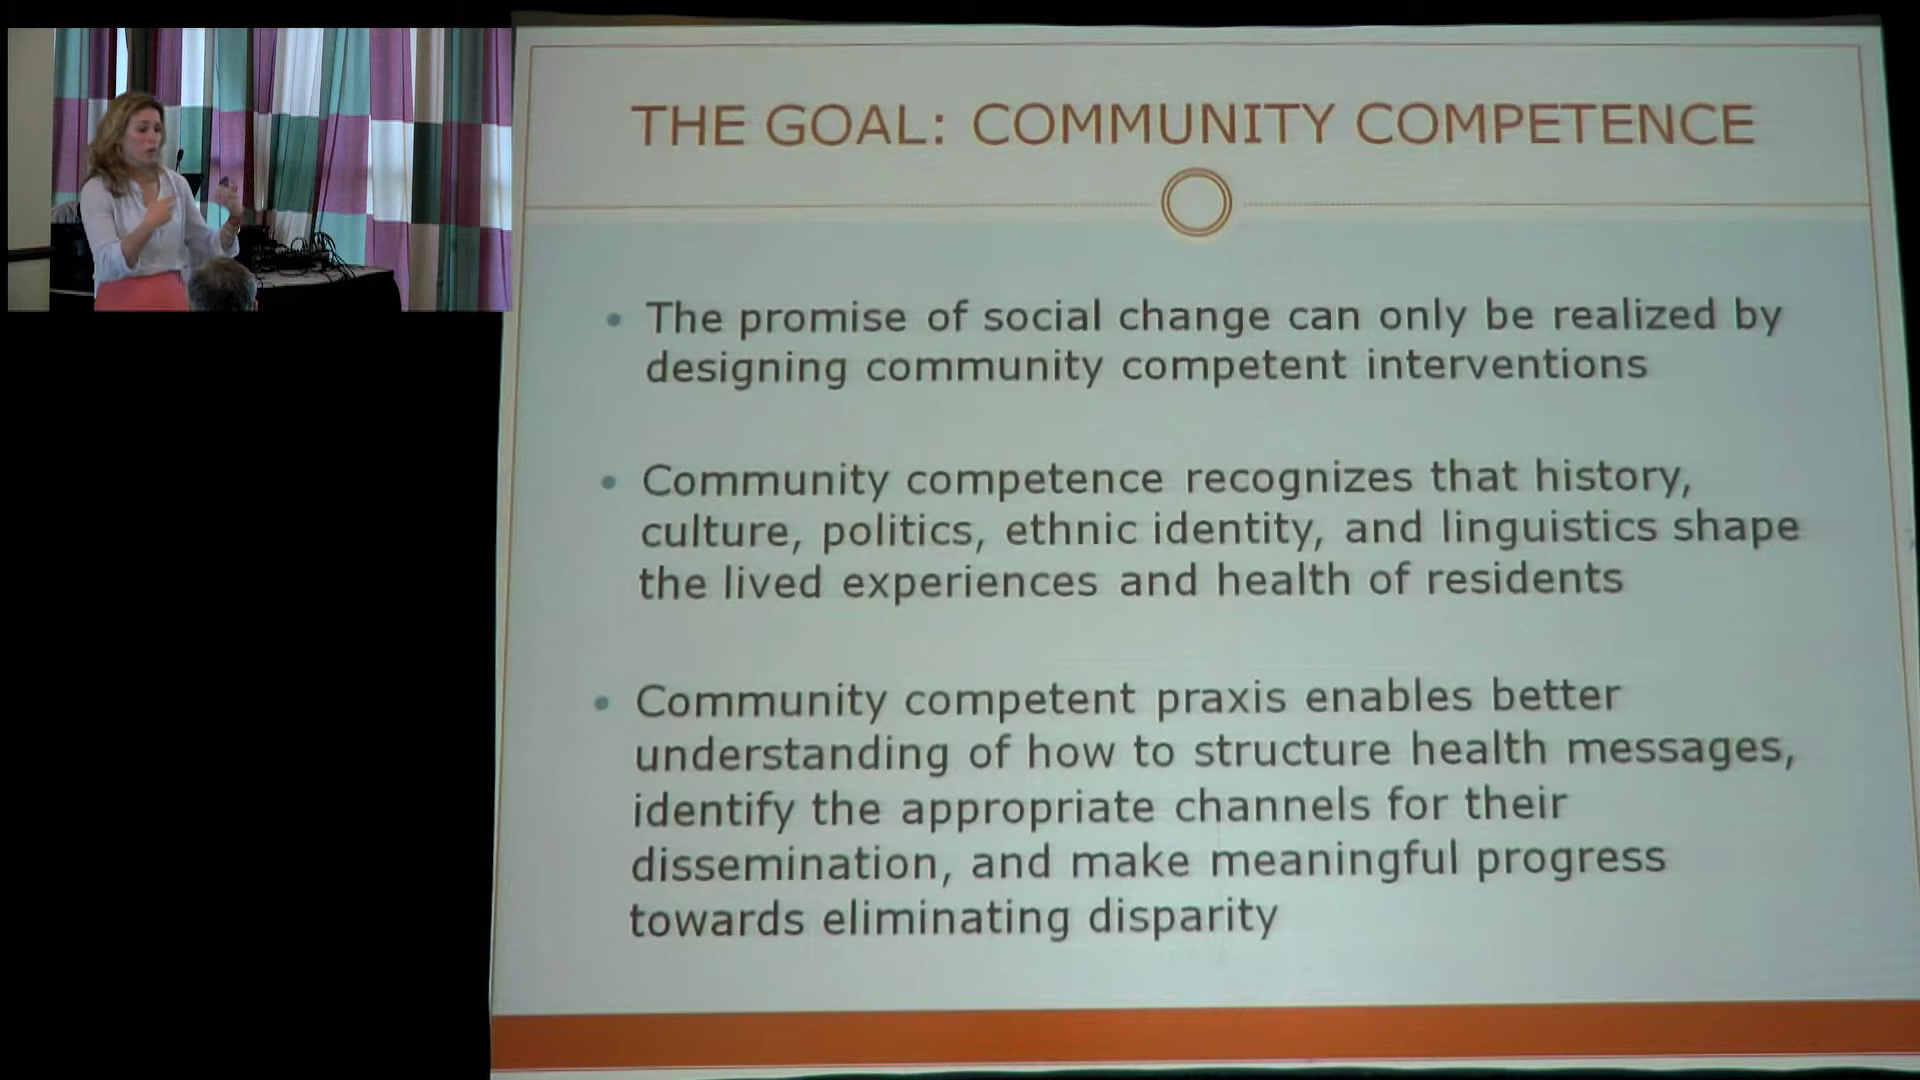 THE GOAL: COMMUNITY COMPETENCE
• The promise of social change can only be realized by
designing community competent interventions
• Community competence recognizes that history,
culture, politics, ethnic identity, and linguistics shape
the lived experiences and health of residents
• Community competent praxis enables better
understanding of how to structure health messages,
identify the appropriate channels for their
dissemination, and make meaningful progress
towards eliminating disparity